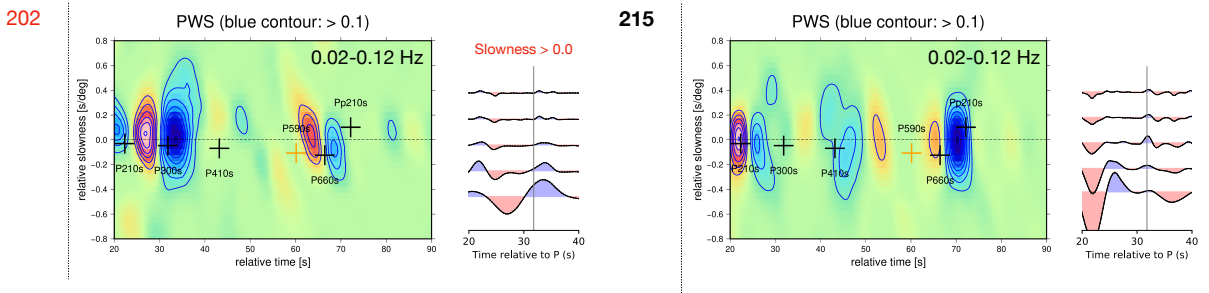 202
PWS (blue contour: > 0.1)
0.02-0.12 Hz
relative slowness [s/deg]
0.8
0.6
0.4
0.2
0.0
−0.2
−0.4
−0.6
−0.8
P210s
P300s
P410s
P590s
P660s
Pp210s
20 30 40 50 60 70 80 90
relative time [s]
Slowness > 0.0
20 30 40
Time relative to P (s)
215
PWS (blue contour: > 0.1)
0.02-0.12 Hz
relative slowness [s/deg]
0.8
0.6
0.4
0.2
0.0
−0.2
−0.4
−0.6
−0.8
P210s
P300s
P410s
P590s
P660s
Pp210s
20 30 40 50 60 70 80 90
relative time [s]
20 30 40
Time relative to P (s)